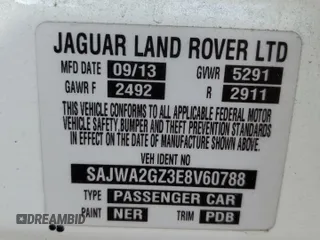 JAGUAR LAND ROVER LTD
MFD DATE 09/13 GVWR 5291
GAWR F 2492 R 2911
THIS VEHICLE CONFORMS TO ALL APPLICABLE FEDERAL MOTOR
VEHICLE SAFETY, BUMPER AND THEFT PREVENTION STANDARDS
IN EFFECT ON THE DATE OF MANUFACTURE SHOWN ABOVE.
VEH IDENT NO
SAJWA2GZ3E8V60788
TYPE PASSENGER CAR
PAINT NER TRIM PDB
DREAMBID